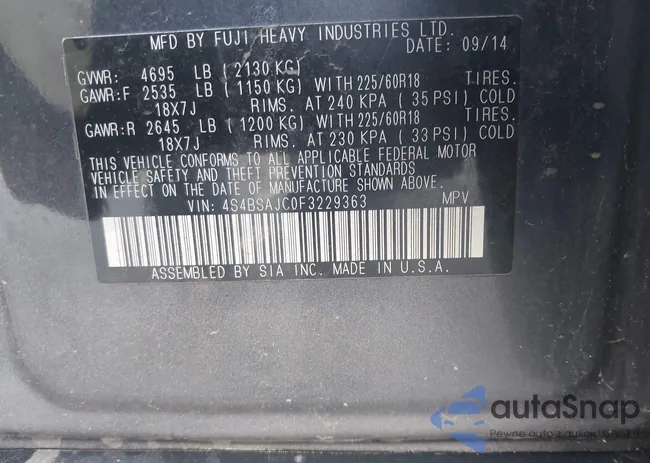 MFD BY FUJI HEAVY INDUSTRIES LTD.
DATE: 09/14
GVWR: 4695 LB (2130 KG)
GAWR:F 2535 LB (1150 KG) WITH 225/60R18 TIRES.
18X7J RIMS. AT 240 KPA (35 PSI) COLD
GAWR:R 2645 LB (1200 KG) WITH 225/60R18 TIRES.
18X7J RIMS. AT 230 KPA (33 PSI) COLD
THIS VEHICLE CONFORMS TO ALL APPLICABLE FEDERAL MOTOR
VEHICLE SAFETY AND THEFT PREVENTION STANDARDS
IN EFFECT ON THE DATE OF MANUFACTURE SHOWN ABOVE.
VIN: 4S4BSAJC0F3229363 MPV
ASSEMBLED BY SIA INC. MADE IN U.S.A.
autaSnap
Pewne auto z aukcji